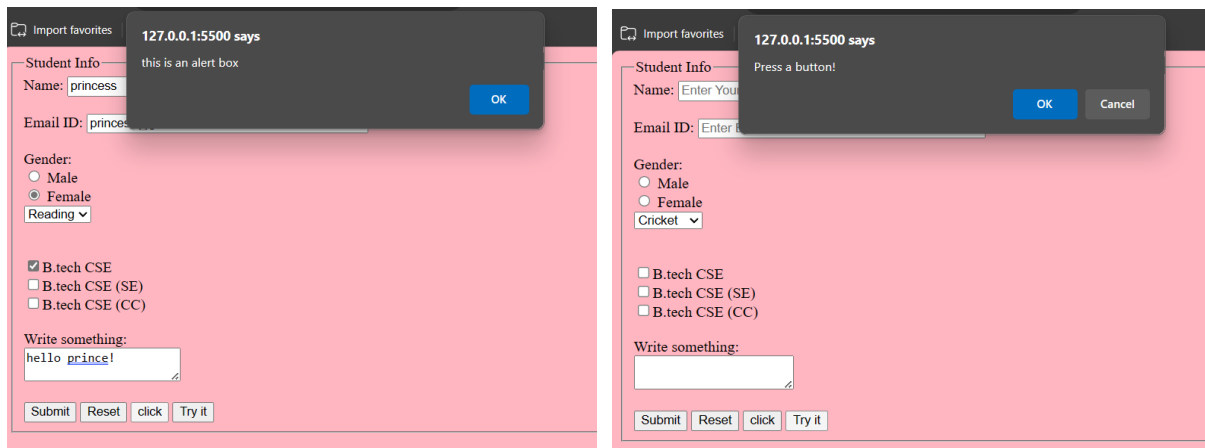 Import favorites
127.0.0.1:5500 says
this is an alert box
OK
Student Info
Name: princess
Email ID:
Gender:
Male
Female
Reading
B.tech CSE
B.tech CSE (SE)
B.tech CSE (CC)
Write something:
hello prince!
Submit Reset click Try it
Import favorites
127.0.0.1:5500 says
Press a button!
OK Cancel
Student Info
Name: Enter
Email ID: Enter
Gender:
Male
Female
Cricket
B.tech CSE
B.tech CSE (SE)
B.tech CSE (CC)
Write something:
Submit Reset click Try it